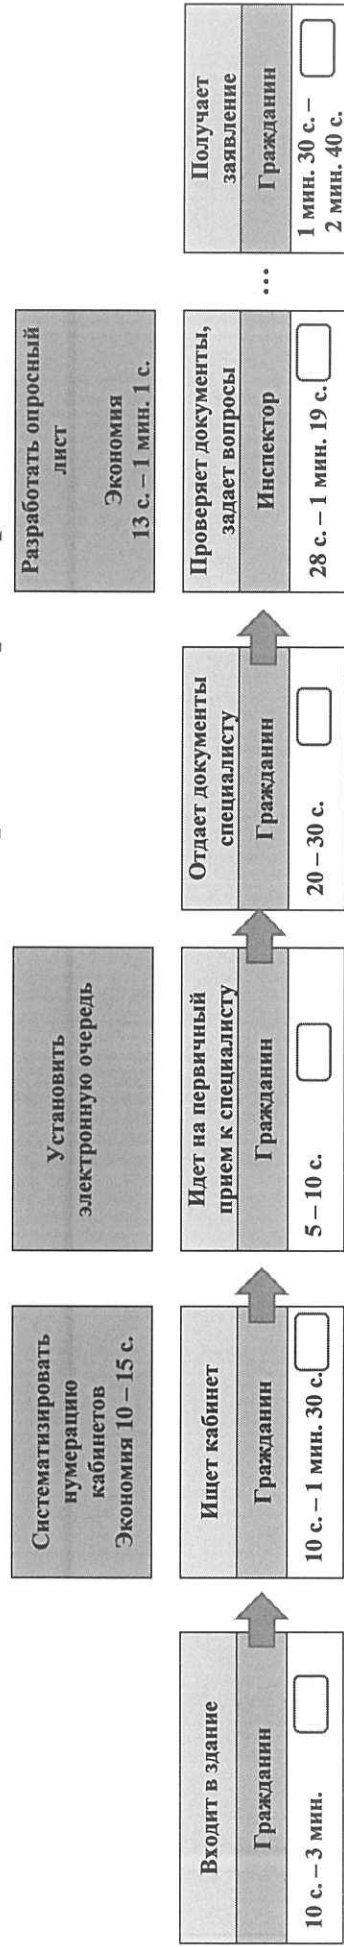 Систематизировать
нумерацию
кабинетов
Экономия 10 – 15 с.
Установить
электронную очередь
Разработать опросный
лист
Экономия
13 с. – 1 мин. 1 с.
Входит в здание
Гражданин
10 с. – 3 мин.
Ищет кабинет
Гражданин
10 с. – 1 мин. 30 с.
Идет на первичный
прием к специалисту
Гражданин
5 – 10 с.
Отдает документы
специалисту
Гражданин
20 – 30 с.
Проверяет документы,
задает вопросы
Инспектор
28 с. – 1 мин. 19 с.
...
Получает
заявление
Гражданин
1 мин. 30 с. –
2 мин. 40 с.